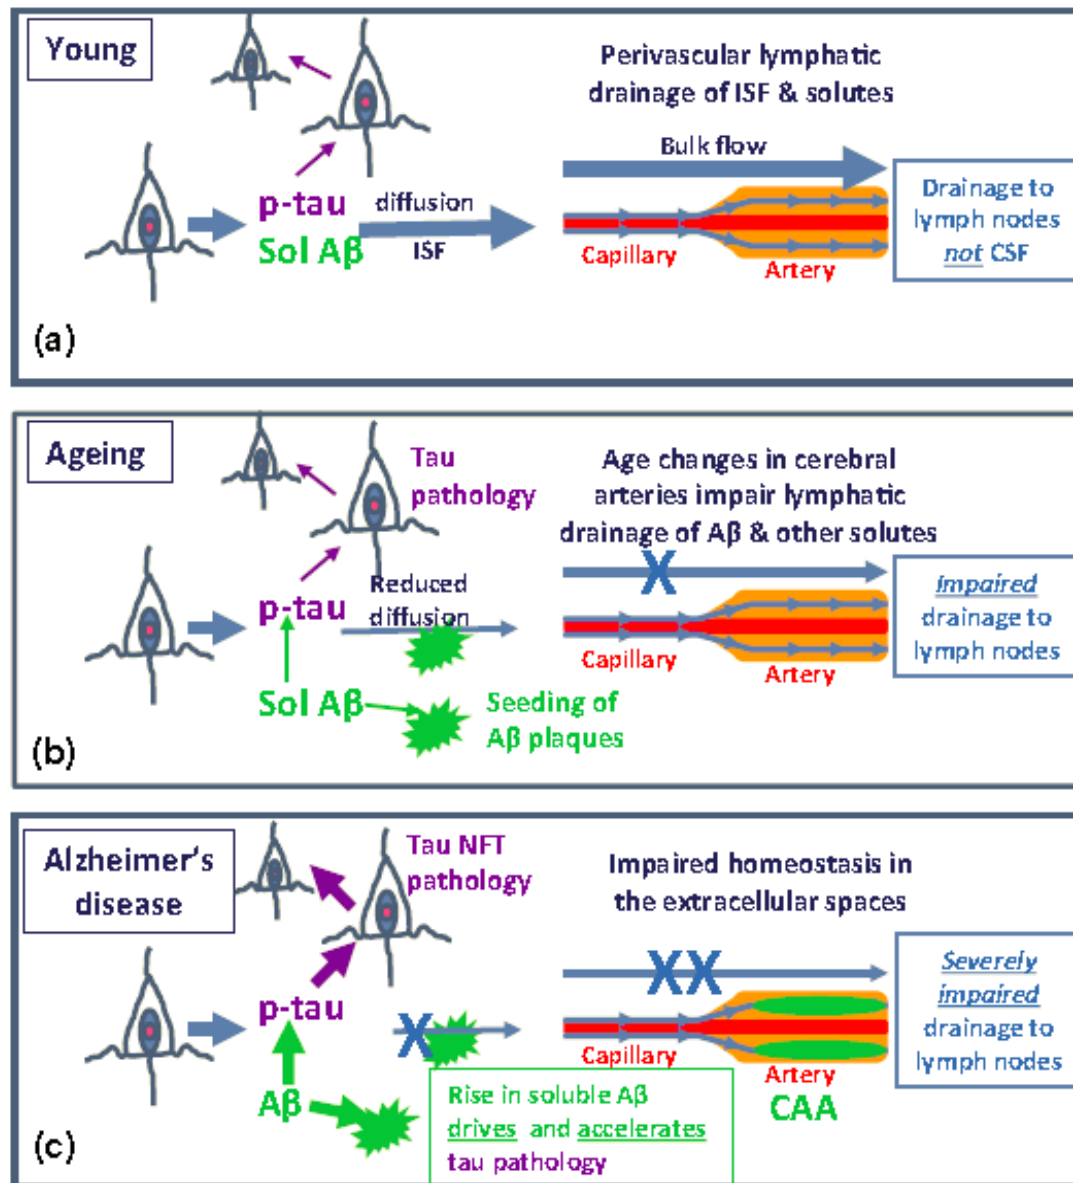 Young
Perivascular lymphatic
drainage of ISF & solutes
Bulk flow
p-tau
Sol Aβ
diffusion
ISF
Capillary
Artery
Drainage to
lymph nodes
not CSF
(a)
Ageing
Tau
pathology
Age changes in cerebral
arteries impair lymphatic
drainage of Aβ & other solutes
X
p-tau
Reduced
diffusion
Sol Aβ
Seeding of
Aβ plaques
Capillary
Artery
Impaired
drainage to
lymph nodes
(b)
Alzheimer's
disease
Tau NFT
pathology
Impaired homeostasis in
the extracellular spaces
XX
p-tau
X
Aβ
Rise in soluble Aβ
drives and accelerates
tau pathology
Capillary
Artery
CAA
Severely
impaired
drainage to
lymph nodes
(c)